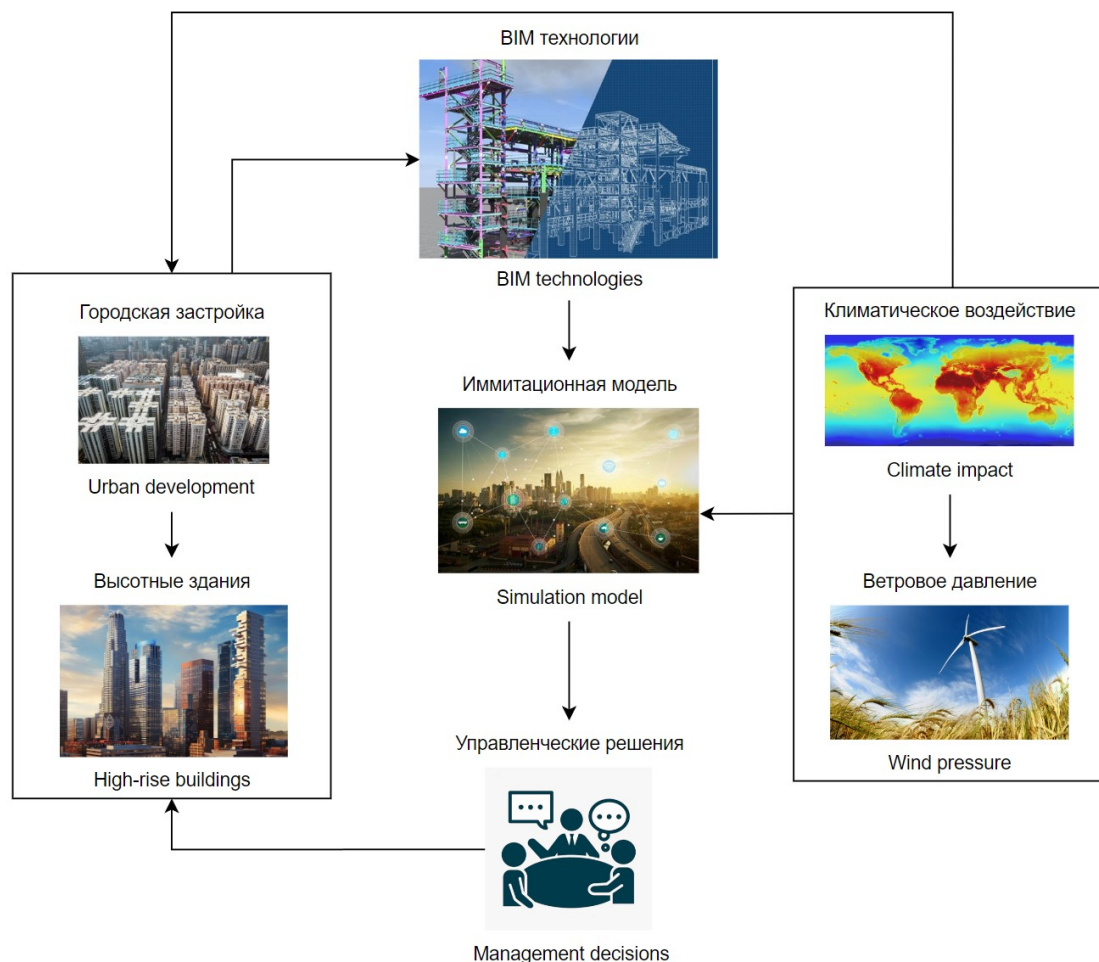 BIM технологии
BIM technologies
Городская застройка
Urban development
Высотные здания
High-rise buildings
Иммитационная модель
Simulation model
Управленческие решения
Management decisions
Климатическое воздействие
Climate impact
Ветровое давление
Wind pressure